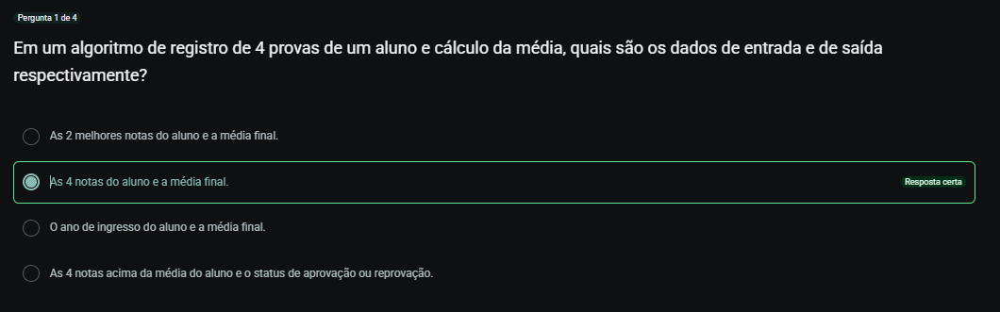 Pergunta 1 de 4
Em um algoritmo de registro de 4 provas de um aluno e cálculo da média, quais são os dados de entrada e de saída
respectivamente?
As 2 melhores notas do aluno e a média final.
As 4 notas do aluno e a média final.
Resposta certa
O ano de ingresso do aluno e a média final.
As 4 notas acima da média do aluno e o status de aprovação ou reprovação.